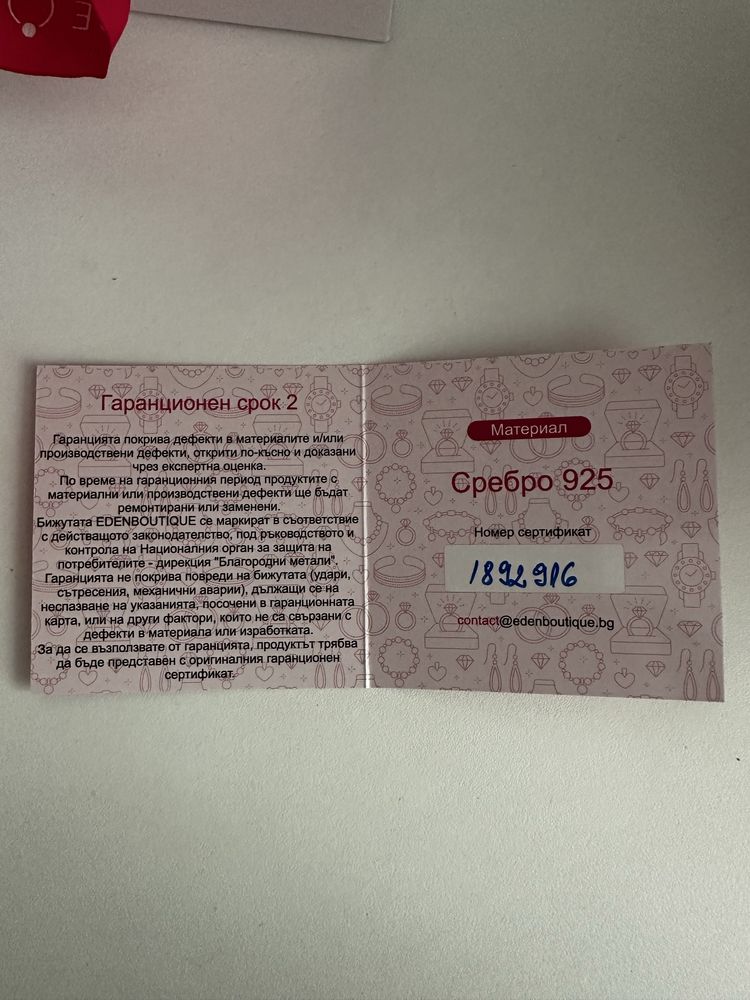 E
Гаранционен срок 2
Гаранцията покрива дефекти в материалите и/или
производствени дефекти, открити по-късно и доказани
чрез експертна оценка.
По време на гаранционния период продуктите с
материални или производствени дефекти ще бъдат
ремонтирани или заменени.
Бижутата EDENBOUTIQUE се маркират в съответствие
с действащото законодателство, под ръководството и
контрола на Националния орган за защита на
потребителите - дирекция "Благородни метали".
Гаранцията не покрива повреди на бижутата (удари,
сътресения, механични аварии), дължащи се на
неспазване на указанията, посочени в гаранционната
карта, или на други фактори, които не са свързани с
дефекти в материала или изработката.
За да се възползвате от гаранцията, продуктът трябва
да бъде представен с оригиналния гаранционен
сертификат.
Материал
Сребро 925
Номер сертификат
1892916
contact@edenboutique.bg